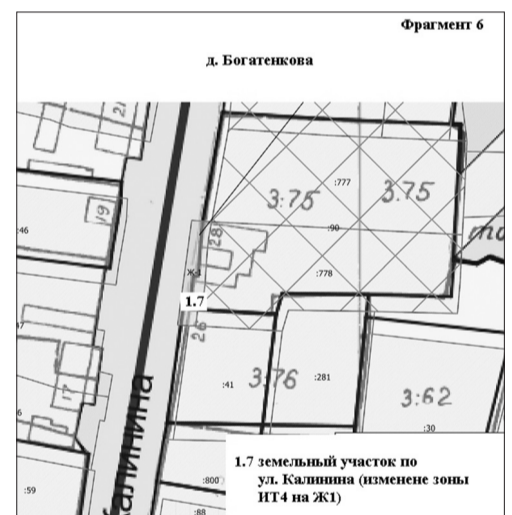 Фрагмент 6
д. Богатенкова
21
:777
3:75
3.75
19
:46
28
:90
:778
Ж-1
1.7
26
17
:41
3:76
:281
3:62
:30
Калинина
1.7 земельный участок по
ул. Калинина (изменене зоны
ИТ4 на Ж1)
:59
:800
:88